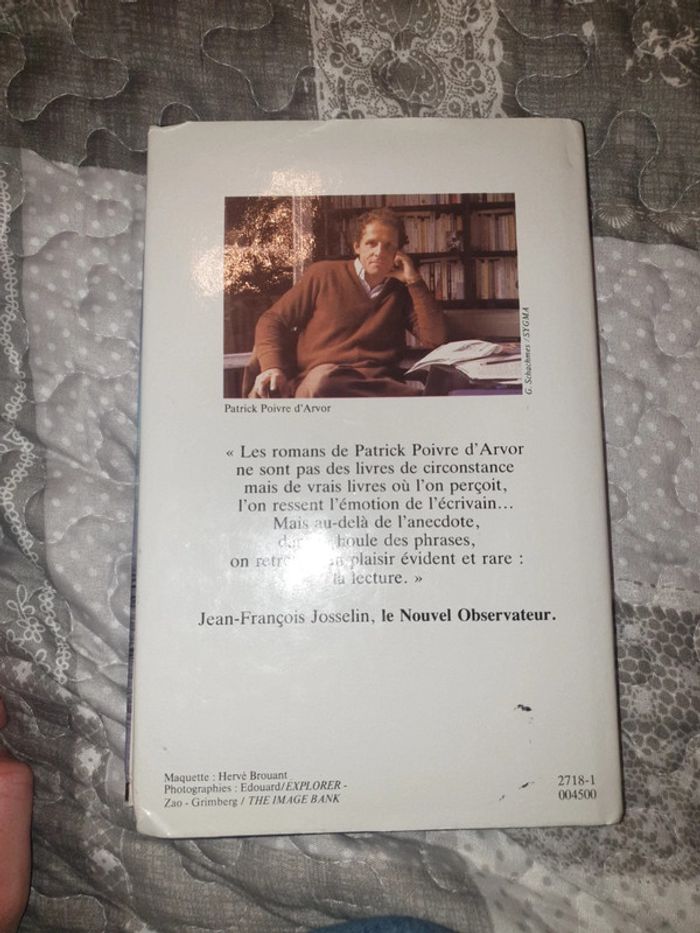 G. Schachmes / SYGMA
Patrick Poivre d'Arvor
« Les romans de Patrick Poivre d'Arvor
ne sont pas des livres de circonstance
mais de vrais livres où l'on perçoit,
l'on ressent l'émotion de l'écrivain...
Mais au-delà de l'anecdote,
houle des phrases,
on plaisir évident et rare :
la lecture. »
Jean-François Josselin, le Nouvel Observateur.
Maquette : Hervé Brouant
Photographies : Edouard/EXPLORER -
Zao - Grimberg / THE IMAGE BANK
2718-1
004500